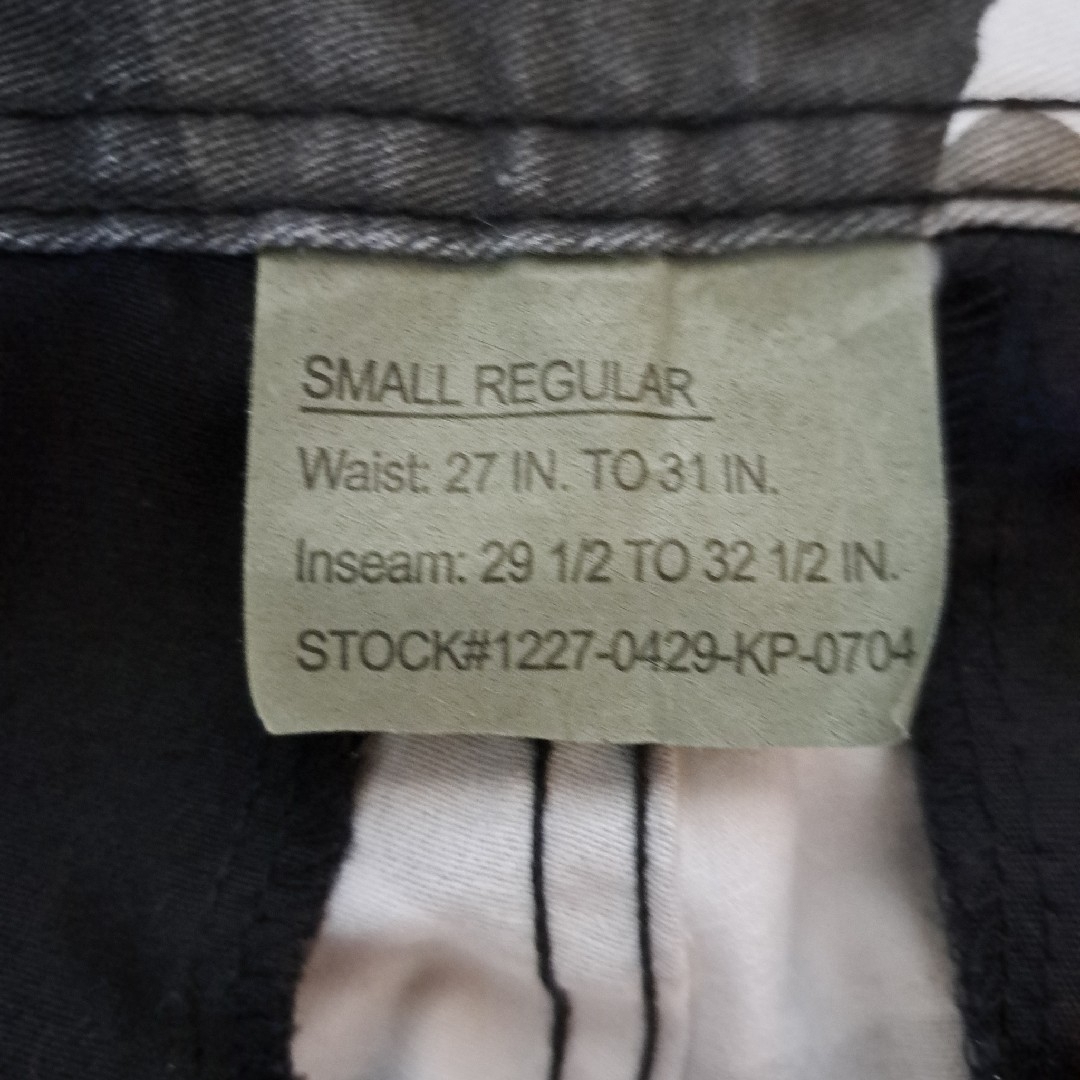 SMALL REGULAR
Waist: 27 IN. TO 31 IN.
Inseam: 29 1/2 TO 32 1/2 IN.
STOCK#1227-0429-KP-0704